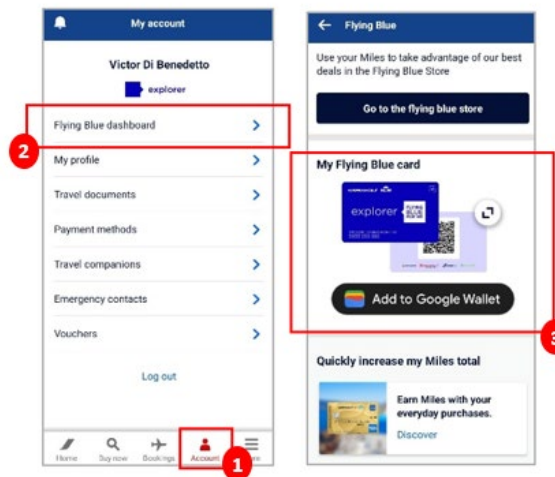 My account
Victor Di Benedetto
explorer
Flying Blue dashboard
2
My profile
Travel documents
Payment methods
Travel companions
Emergency contacts
Vouchers
Log out
Home
Buy now
Bookings
Account
1
Flying Blue
Use your Miles to take advantage of our best
deals in the Flying Blue Store
Go to the flying blue store
My Flying Blue card
explorer
FLYING
BLUE
Add to Google Wallet
3
Quickly increase my Miles total
Earn Miles with your
everyday purchases.
Discover